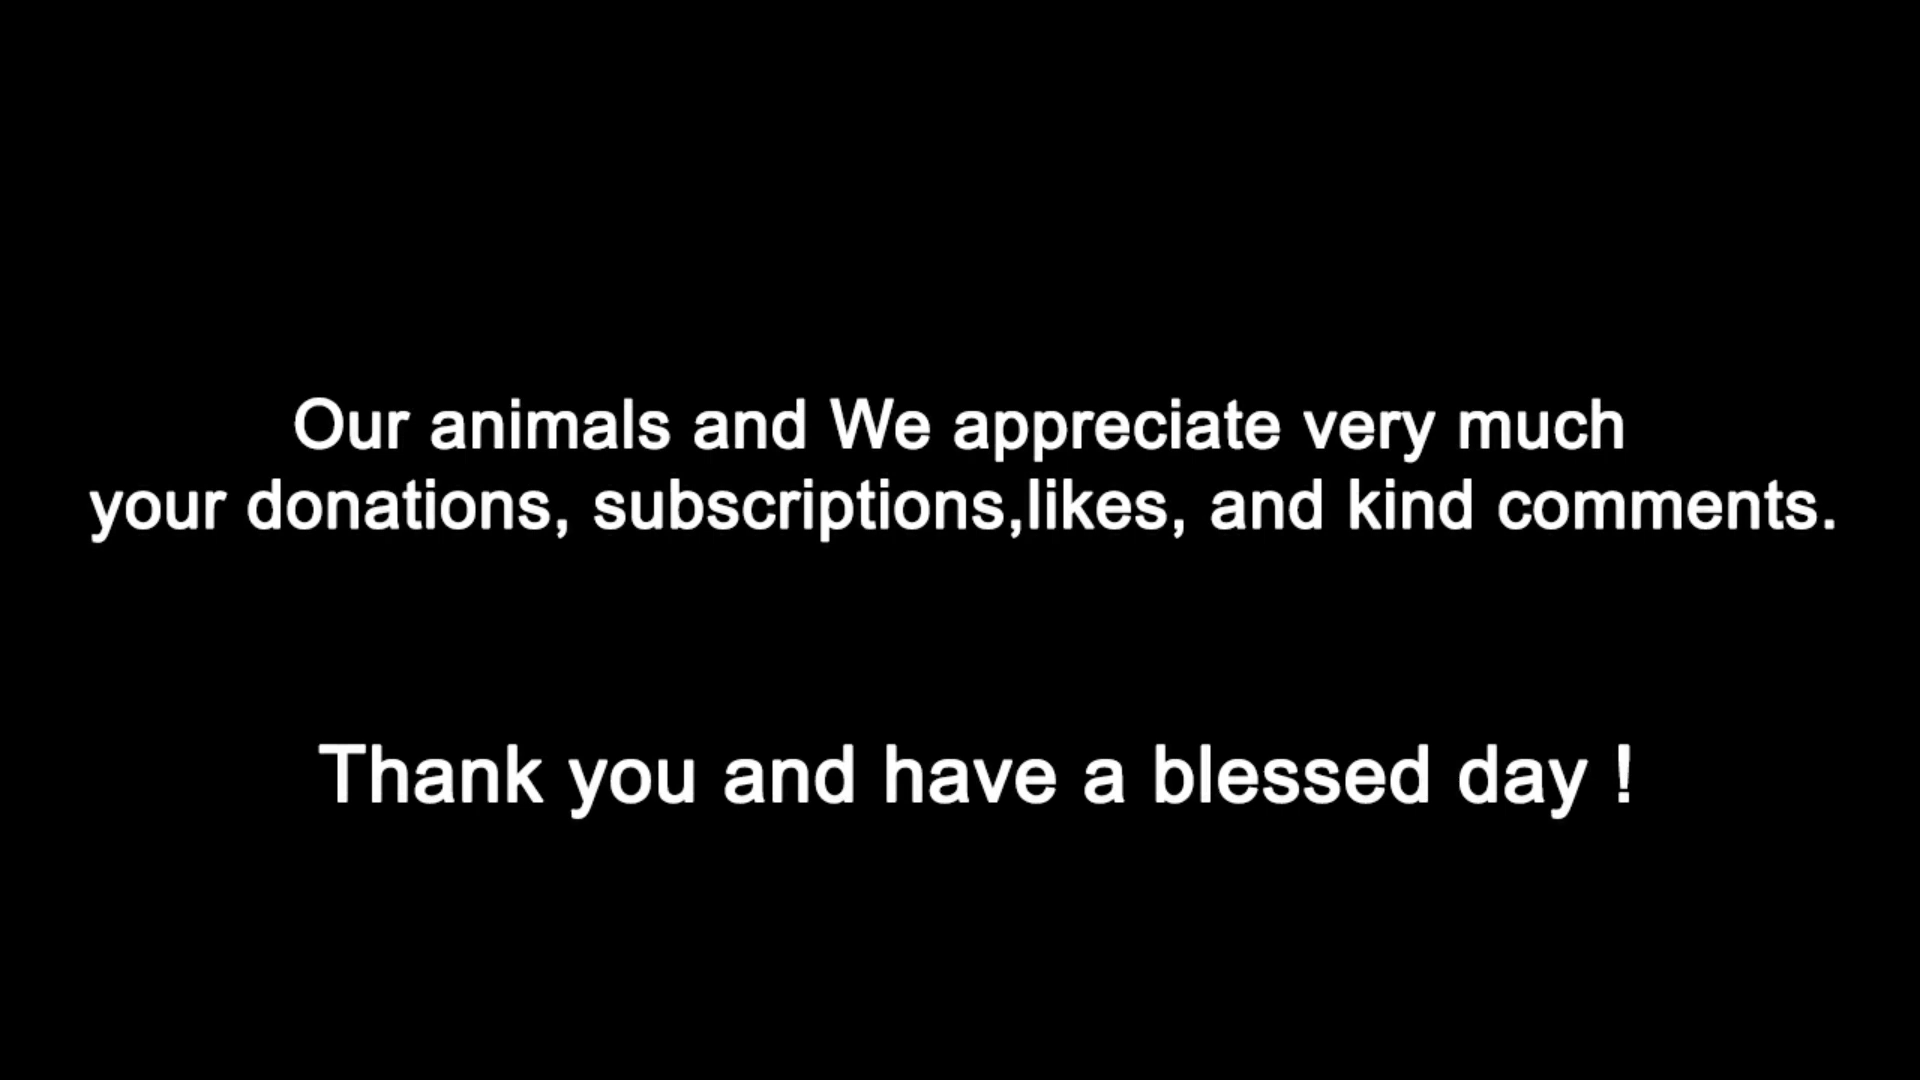 Our animals and We appreciate very much
your donations, subscriptions,likes, and kind comments.
Thank you and have a blessed day !